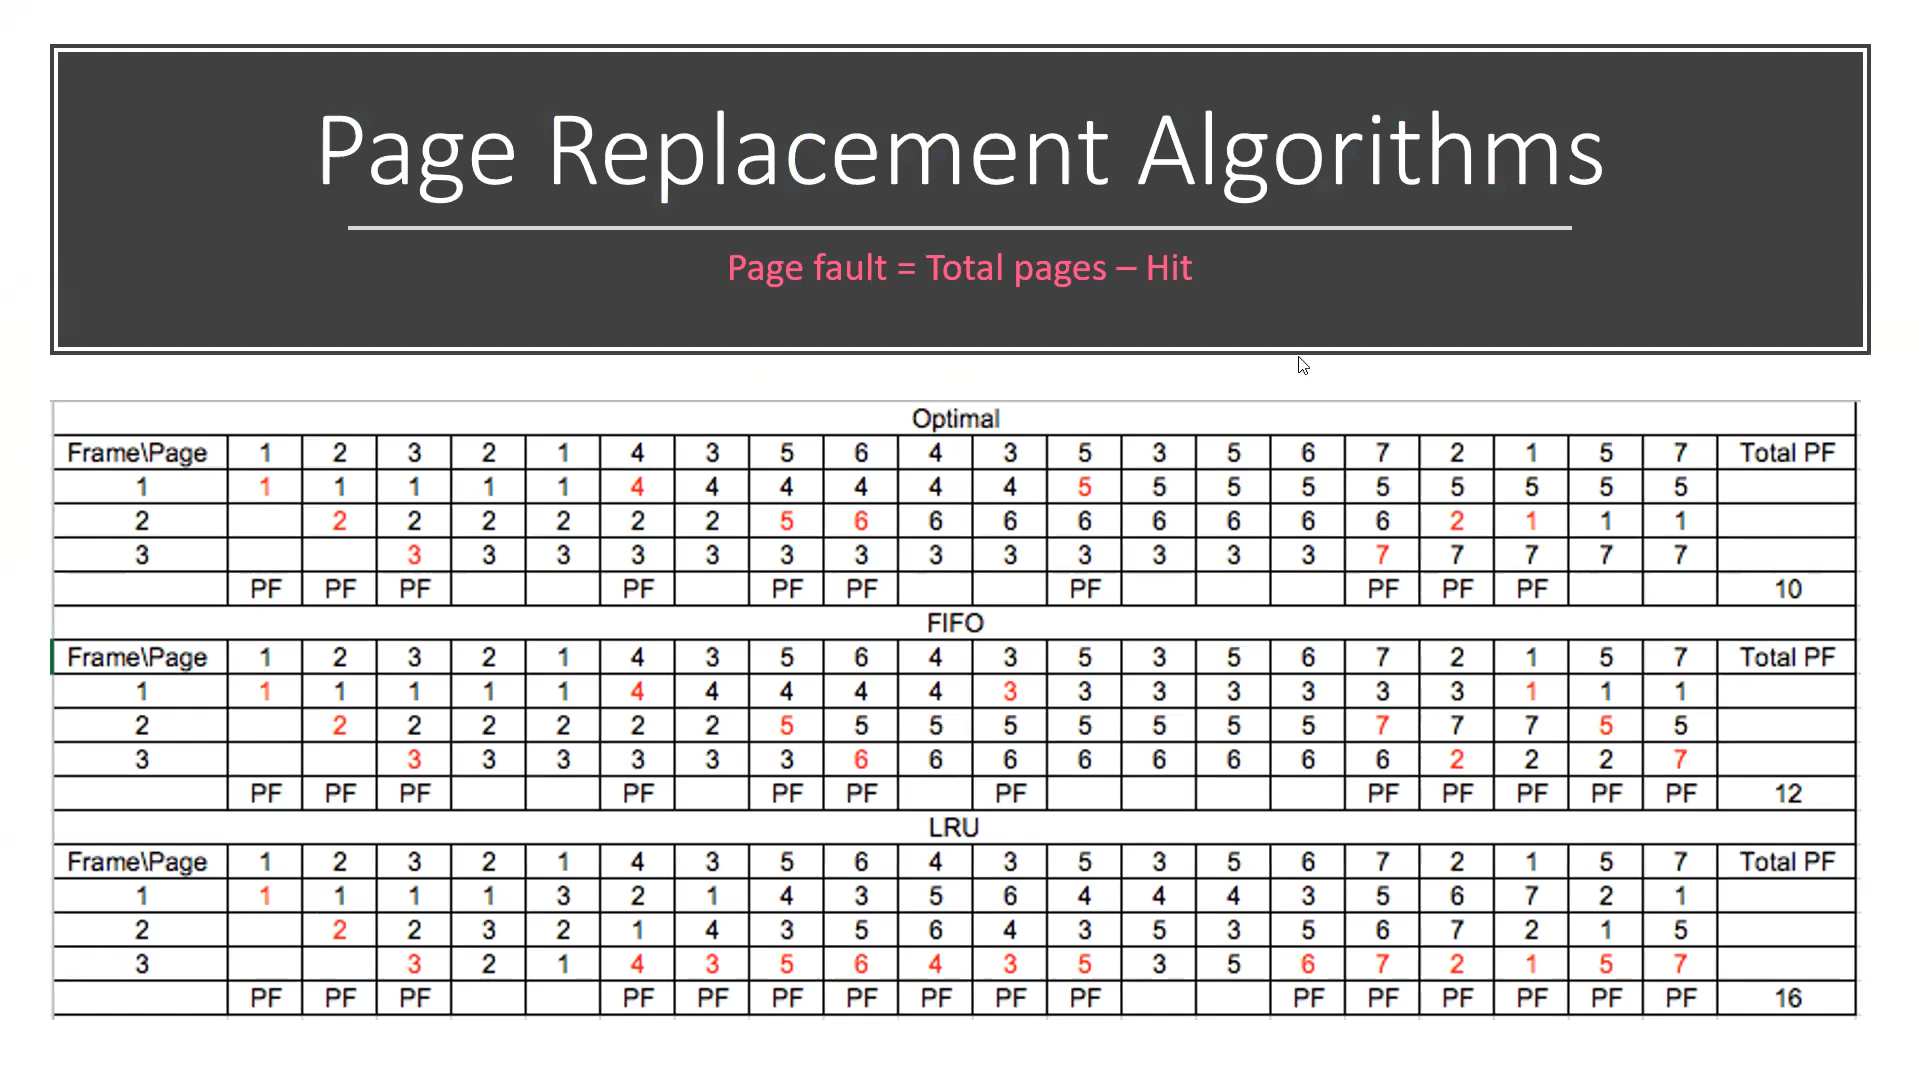 Page Replacement Algorithms
Page fault = Total pages – Hit
Optimal
Frame\Page 1 2 3 2 1 4 3 5 6 4 3 5 3 5 6 7 2 1 5 7 Total PF
1 1 1 1 1 1 4 4 4 4 4 4 5 5 5 5 5 5 5 5 5
2 2 2 2 2 2 2 5 6 6 6 6 6 6 6 6 2 1 1 1
3 3 3 3 3 3 3 3 3 3 3 3 3 3 7 7 7 7 7
PF PF PF PF PF PF PF PF PF PF 10
FIFO
Frame\Page 1 2 3 2 1 4 3 5 6 4 3 5 3 5 6 7 2 1 5 7 Total PF
1 1 1 1 1 1 4 4 4 4 4 3 3 3 3 3 3 3 1 1 1
2 2 2 2 2 2 2 5 5 5 5 5 5 5 5 7 7 7 5 5
3 3 3 3 3 3 3 6 6 6 6 6 6 6 6 2 2 2 7
PF PF PF PF PF PF PF PF PF PF PF PF 12
LRU
Frame\Page 1 2 3 2 1 4 3 5 6 4 3 5 3 5 6 7 2 1 5 7 Total PF
1 1 1 1 1 3 2 1 4 3 5 6 4 4 4 3 5 6 7 2 1
2 2 2 3 2 1 4 3 5 6 4 3 5 3 5 6 7 2 1 5
3 3 2 1 4 3 5 6 4 3 5 3 5 6 7 2 1 5 7
PF PF PF PF PF PF PF PF PF PF PF PF PF PF PF PF 16